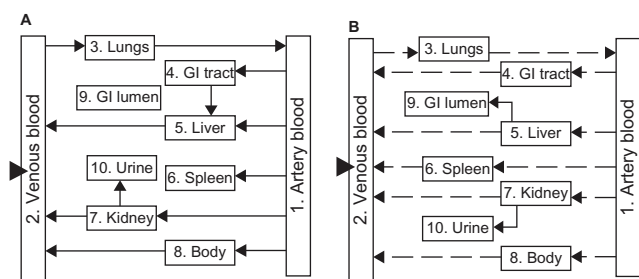 A
2. Venous blood
3. Lungs
4. GI tract
9. GI lumen
5. Liver
10. Urine
6. Spleen
7. Kidney
8. Body
1. Artery blood
B
2. Venous blood
3. Lungs
4. GI tract
9. GI lumen
5. Liver
6. Spleen
7. Kidney
10. Urine
8. Body
1. Artery blood